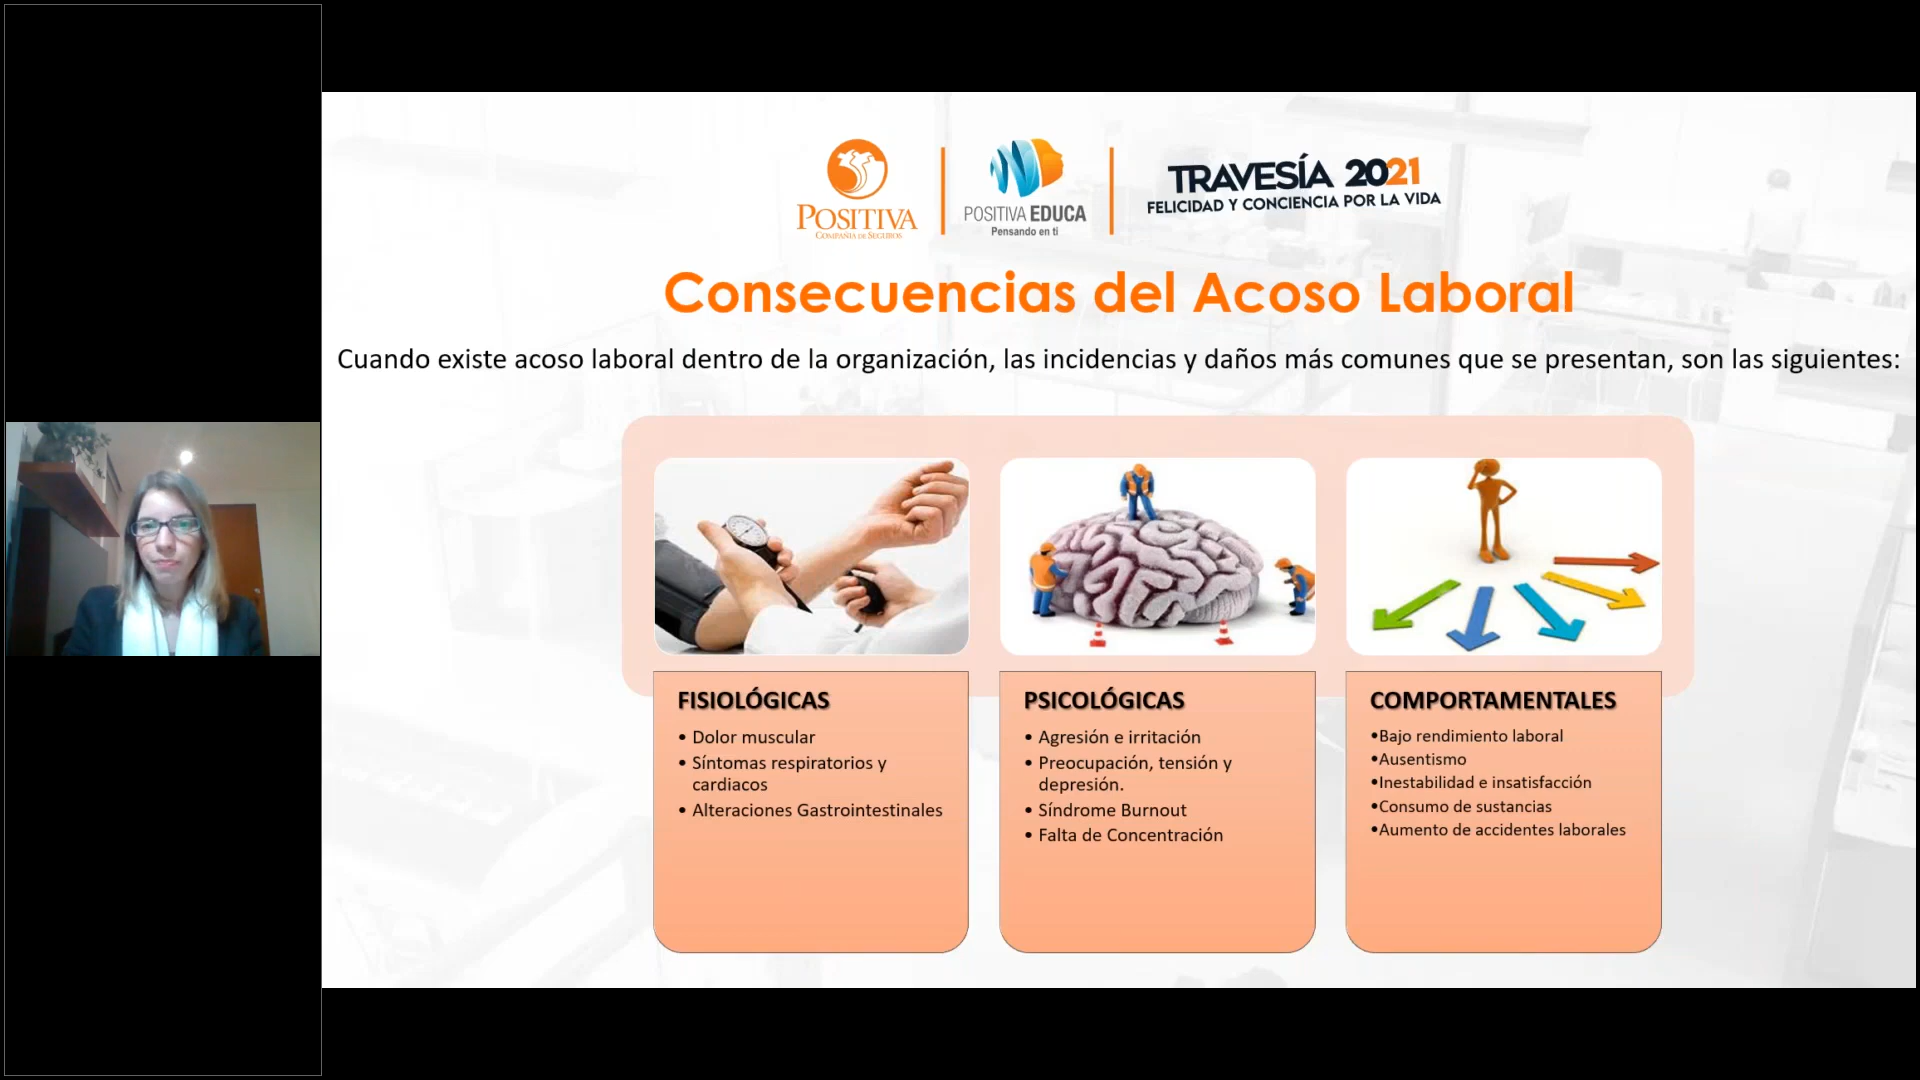 POSITIVA
COMPAÑÍA DE SEGUROS
POSITIVA EDUCA
Pensando en ti
TRAVESÍA 2021
FELICIDAD Y CONCIENCIA POR LA VIDA
Consecuencias del Acoso Laboral
Cuando existe acoso laboral dentro de la organización, las incidencias y daños más comunes que se presentan, son las siguientes:
FISIOLÓGICAS
• Dolor muscular
• Síntomas respiratorios y
cardiacos
• Alteraciones Gastrointestinales
PSICOLÓGICAS
• Agresión e irritación
• Preocupación, tensión y
depresión.
• Síndrome Burnout
• Falta de Concentración
COMPORTAMENTALES
•Bajo rendimiento laboral
•Ausentismo
•Inestabilidad e insatisfacción
•Consumo de sustancias
•Aumento de accidentes laborales